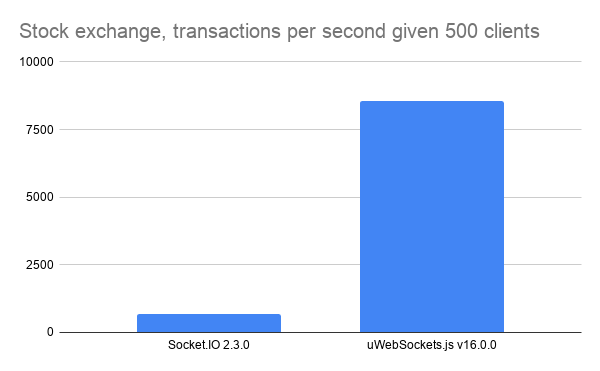 Stock exchange, transactions per second given 500 clients
10000
7500
5000
2500
0
Socket.IO 2.3.0 uWebSockets.js v16.0.0